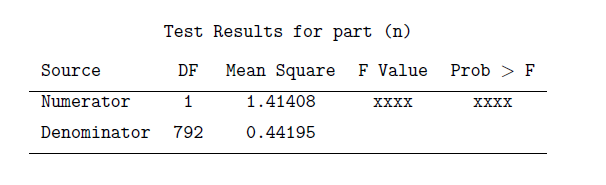 Test Results for part (n)
Source DF Mean Square F Value Prob > F
Numerator 1 1.41408 xxxx xxxx
Denominator 792 0.44195